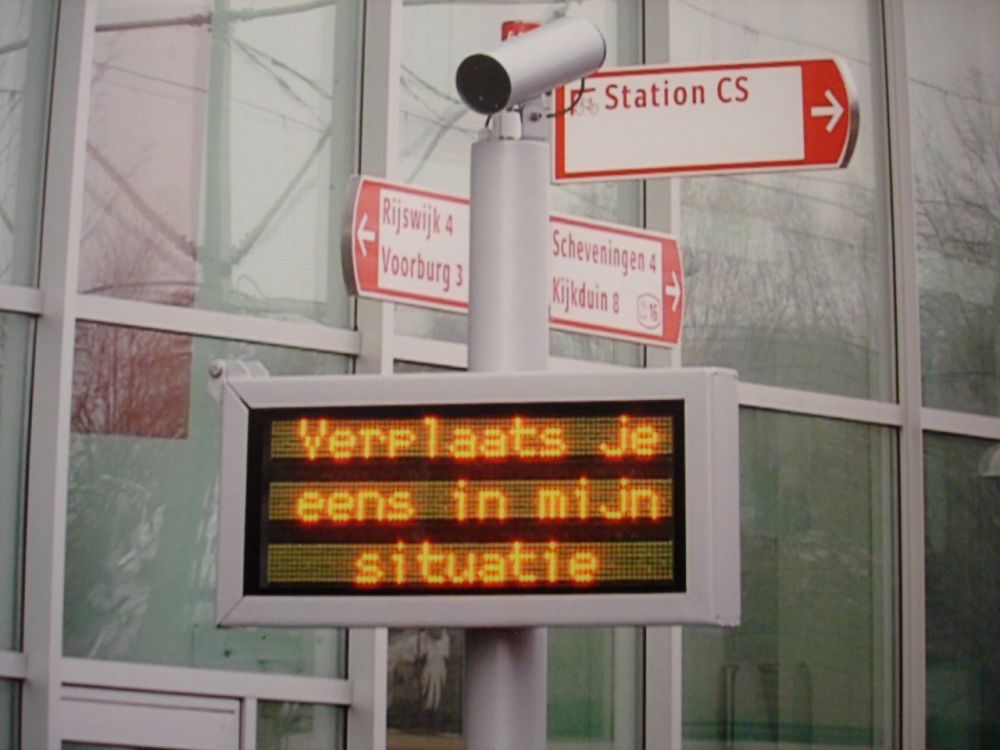 Station CS
Rijswijk 4
Voorburg 3
Scheveningen 4
Kijkduin 8
16
Verplaats je
eens in mijn
situatie